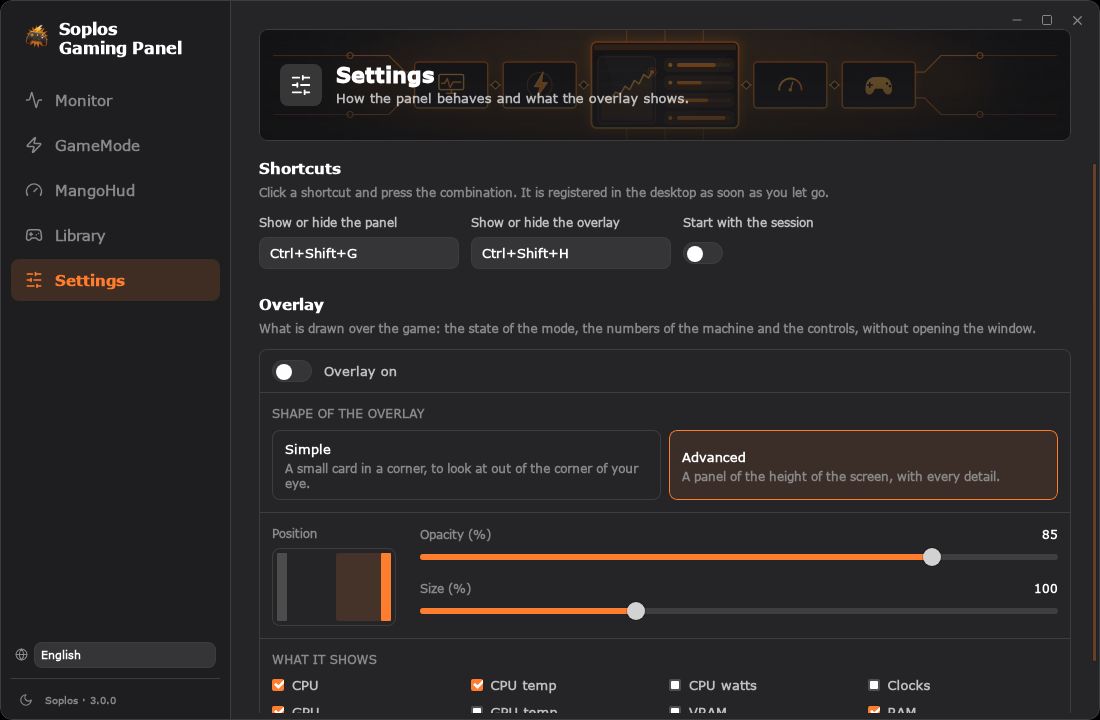 Soplos
Gaming Panel
Monitor
GameMode
MangoHud
Library
Settings
English
Soplos • 3.0.0
Settings
How the panel behaves and what the overlay shows.
Shortcuts
Click a shortcut and press the combination. It is registered in the desktop as soon as you let go.
Show or hide the panel
Show or hide the overlay
Start with the session
Ctrl+Shift+G
Ctrl+Shift+H
Overlay
What is drawn over the game: the state of the mode, the numbers of the machine and the controls, without opening the window.
Overlay on
SHAPE OF THE OVERLAY
Simple
A small card in a corner, to look at out of the corner of your
eye.
Advanced
A panel of the height of the screen, with every detail.
Position
Opacity (%)
85
Size (%)
100
WHAT IT SHOWS
CPU
CPU temp
CPU watts
Clocks
GPU
GPU temp
VRAM
RAM